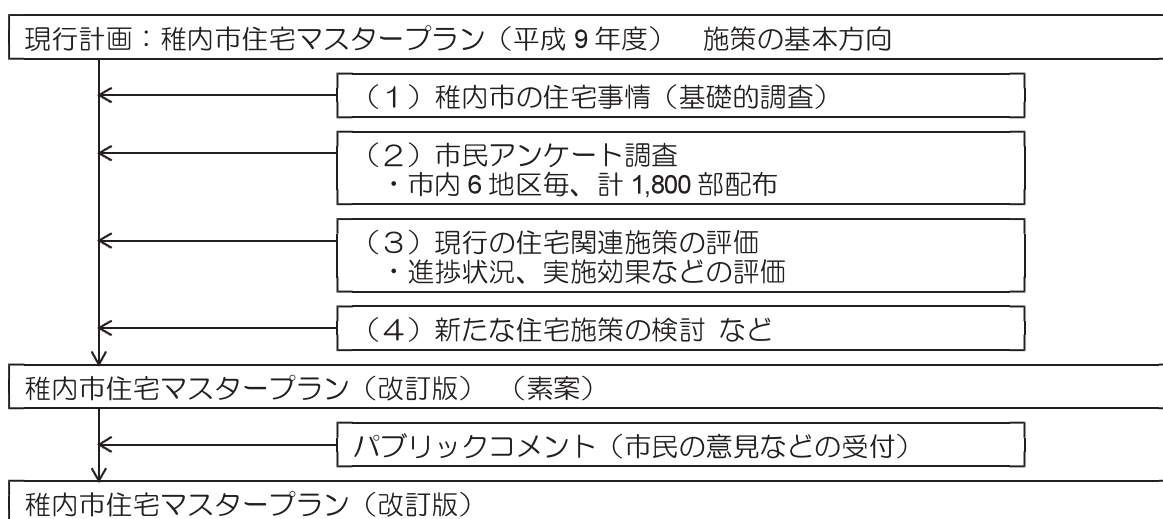 現行計画：稚内市住宅マスタープラン（平成9年度）　施策の基本方向
（１）稚内市の住宅事情（基礎的調査）
（２）市民アンケート調査
・市内6地区毎、計1,800部配布
（３）現行の住宅関連施策の評価
・進捗状況、実施効果などの評価
（４）新たな住宅施策の検討 など
稚内市住宅マスタープラン（改訂版）　（素案）
パブリックコメント（市民の意見などの受付）
稚内市住宅マスタープラン（改訂版）